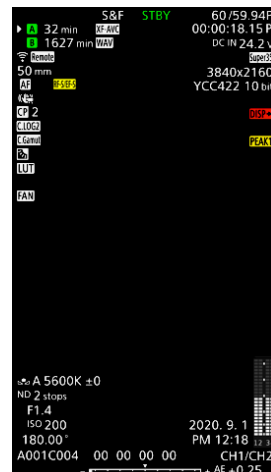 S&F STBY 60/59.94P
A 32 min XF-AVC 00:00:18.15 P
B 1627 min WAV DC IN 24.2 V
Remote Super35
50 mm 3840x2160
AF RF-S/EF-S YCC422 10 bit
CP 2
C.LOG2 DISP+
C.Gamut
PEAK1
LUT
FAN
A 5600K ±0
ND 2 stops
F1.4
ISO 200 2020. 9. 1
180.00° PM 12:18 12 34
A001C004 00 00 00 00 CH1/CH2
AE +0.25